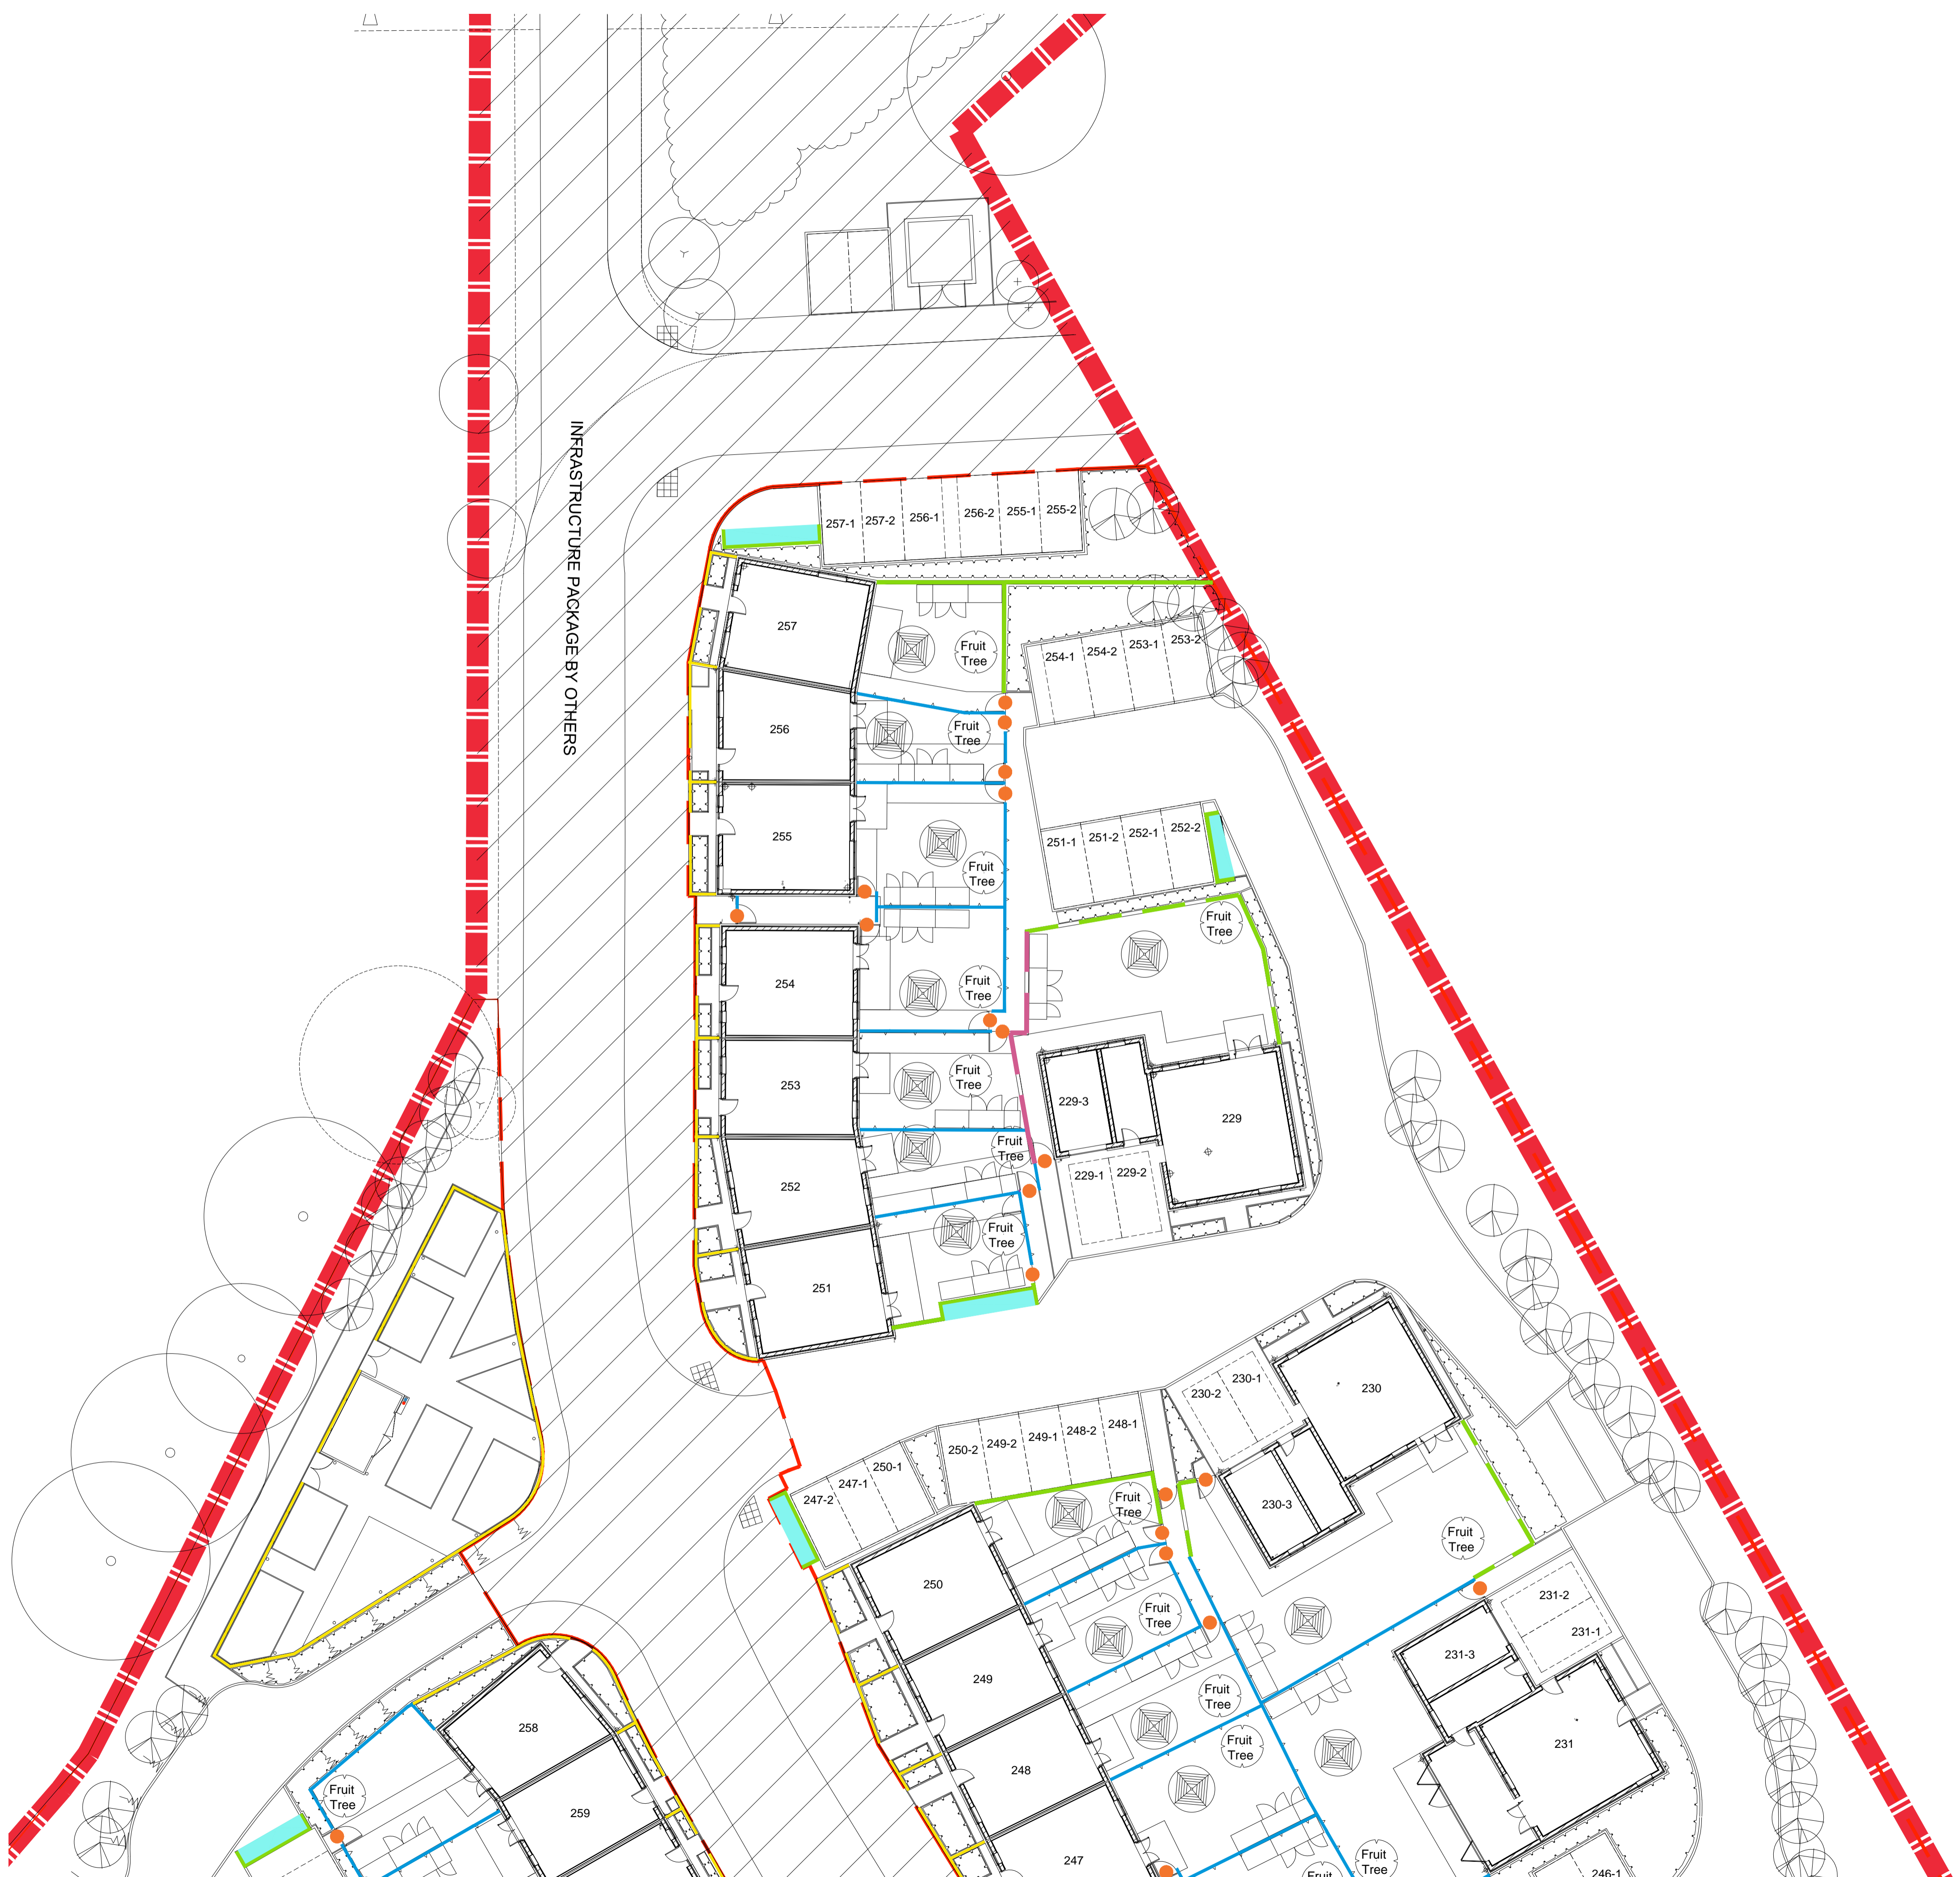 INFRASTRUCTURE PACKAGE BY OTHERS
257-1
257-2
256-1
256-2
255-1
255-2
257
Fruit
Tree
254-1
254-2
253-1
253-2
256
Fruit
Tree
255
Fruit
Tree
251-1
251-2
252-1
252-2
Fruit
Tree
254
Fruit
Tree
253
Fruit
Tree
229-3
229
252
Fruit
Tree
229-1
229-2
251
Fruit
Tree
230-2
230-1
230
250-2
249-2
249-1
248-2
248-1
247-2
247-1
250-1
Fruit
Tree
230-3
Fruit
Tree
250
Fruit
Tree
231-2
231-1
249
231-3
Fruit
Tree
258
Fruit
Tree
231
248
Fruit
Tree
259
247
Fruit
Tree
Fruit
246-1